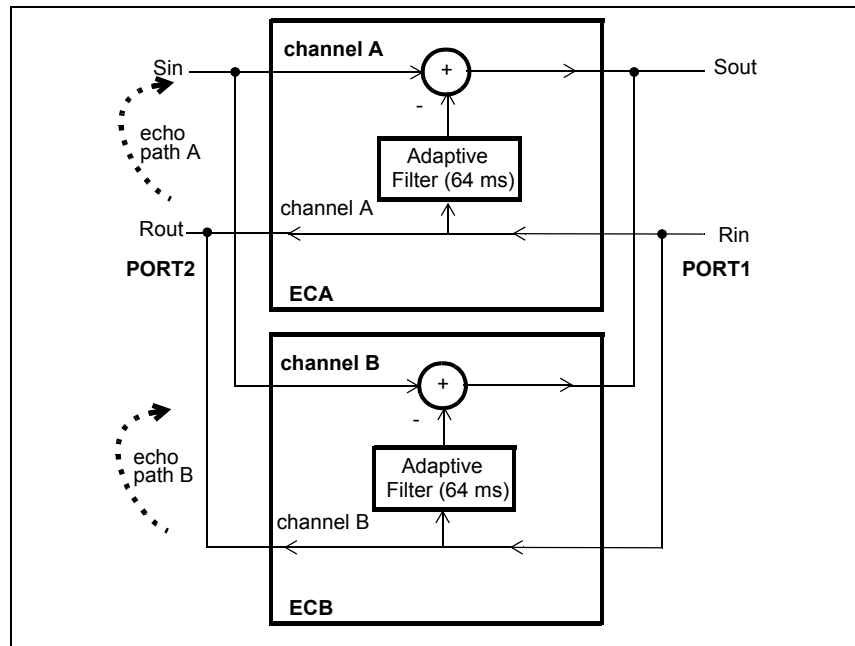 channel A
Sin
+
Sout
-
echo
path A
Adaptive
Filter (64 ms)
channel A
Rout
Rin
PORT2
PORT1
ECA
channel B
+
-
echo
path B
Adaptive
Filter (64 ms)
channel B
ECB